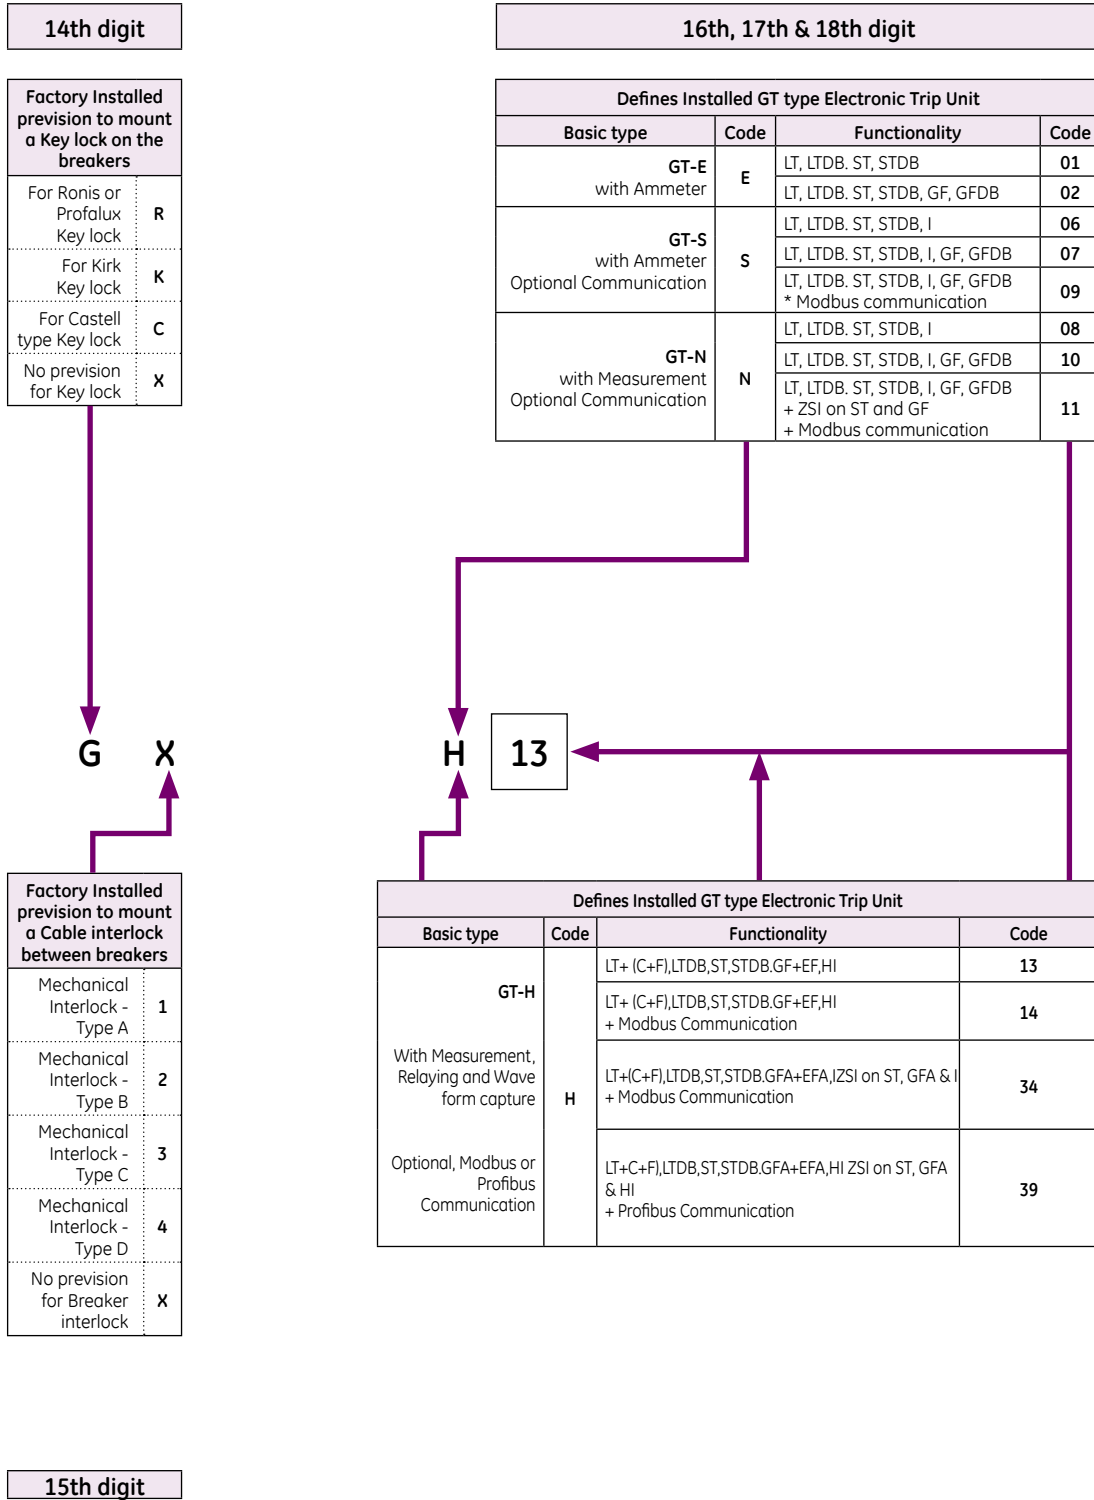 14th digit
16th, 17th & 18th digit
Factory Installed
prevision to mount
a Key lock on the
breakers
For Ronis or
Profalux
Key lock
R
For Kirk
Key lock
K
For Castell
type Key lock
C
No prevision
for Key lock
X
Defines Installed GT type Electronic Trip Unit
Basic type Code Functionality Code
GT-E
with Ammeter
E
LT, LTDB. ST, STDB 01
LT, LTDB. ST, STDB, GF, GFDB 02
GT-S
with Ammeter
Optional Communication
S
LT, LTDB. ST, STDB, I 06
LT, LTDB. ST, STDB, I, GF, GFDB 07
LT, LTDB. ST, STDB, I, GF, GFDB
* Modbus communication
09
GT-N
with Measurement
Optional Communication
N
LT, LTDB. ST, STDB, I 08
LT, LTDB. ST, STDB, I, GF, GFDB 10
LT, LTDB. ST, STDB, I, GF, GFDB
+ ZSI on ST and GF
+ Modbus communication
11
G X H 13
Factory Installed
prevision to mount
a Cable interlock
between breakers
Mechanical
Interlock -
Type A
1
Mechanical
Interlock -
Type B
2
Mechanical
Interlock -
Type C
3
Mechanical
Interlock -
Type D
4
No prevision
for Breaker
interlock
X
Defines Installed GT type Electronic Trip Unit
Basic type Code Functionality Code
GT-H
With Measurement,
Relaying and Wave
form capture
Optional, Modbus or
Profibus
Communication
H
LT+ (C+F),LTDB,ST,STDB.GF+EF,HI 13
LT+ (C+F),LTDB,ST,STDB.GF+EF,HI
+ Modbus Communication
14
LT+(C+F),LTDB,ST,STDB.GFA+EFA,IZSI on ST, GFA & I
+ Modbus Communication
34
LT+C+F),LTDB,ST,STDB.GFA+EFA,HI ZSI on ST, GFA
& HI
+ Profibus Communication
39
15th digit